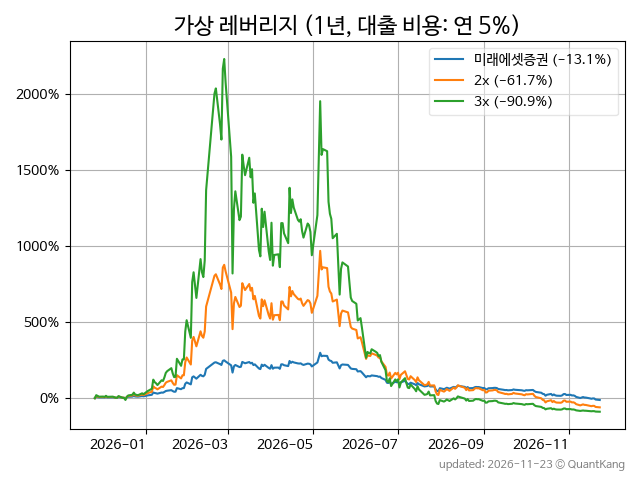 가상 레버리지 (1년, 대출 비용: 연 5%)
미래에셋증권 (-13.1%)
2x (-61.7%)
3x (-90.9%)
2000%
1500%
1000%
500%
0%
2026-01
2026-03
2026-05
2026-07
2026-09
2026-11
updated: 2026-11-23 © QuantKang